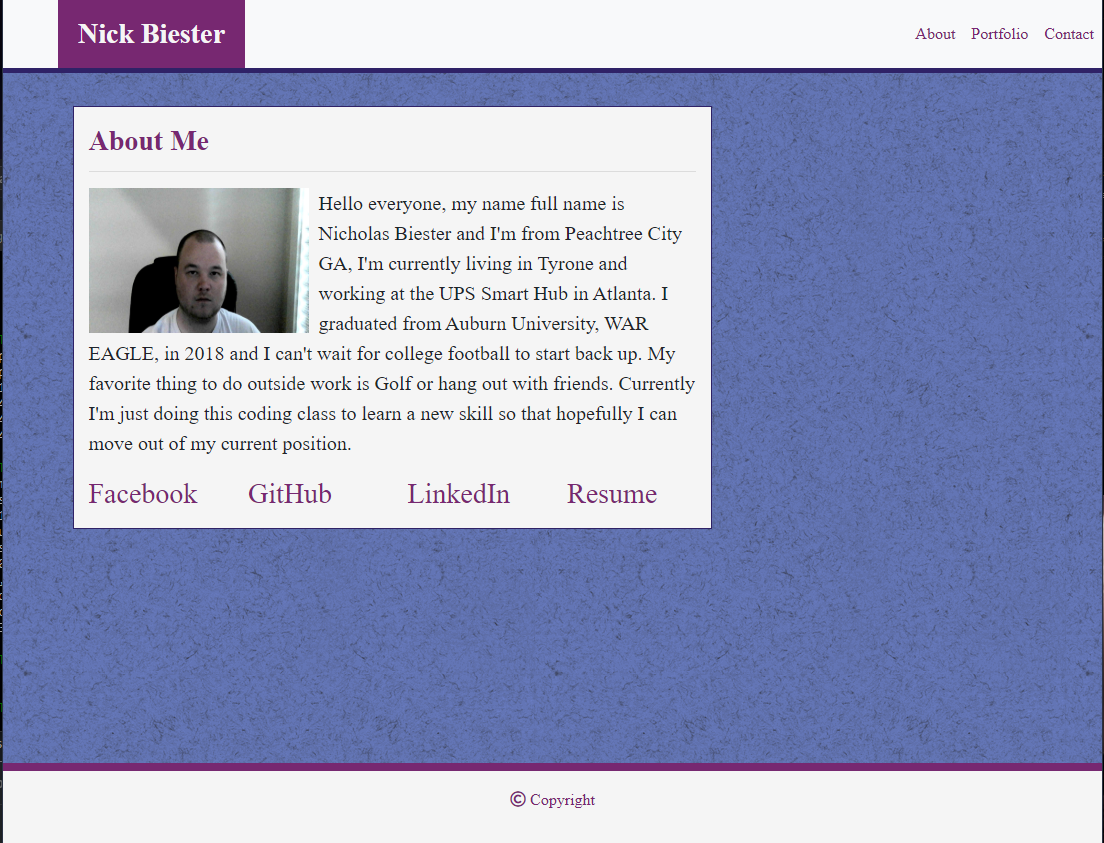 Nick Biester
About Portfolio Contact
About Me
Hello everyone, my name full name is
Nicholas Biester and I'm from Peachtree City
GA, I'm currently living in Tyrone and
working at the UPS Smart Hub in Atlanta. I
graduated from Auburn University, WAR
EAGLE, in 2018 and I can't wait for college football to start back up. My
favorite thing to do outside work is Golf or hang out with friends. Currently
I'm just doing this coding class to learn a new skill so that hopefully I can
move out of my current position.
Facebook GitHub LinkedIn Resume
© Copyright